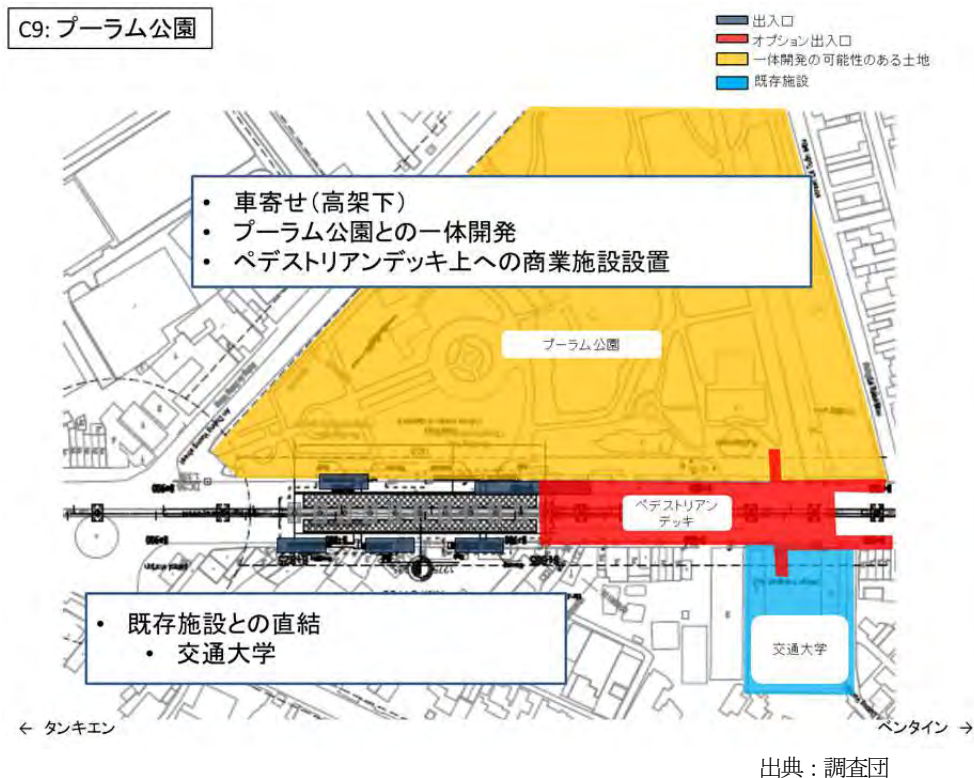 C9: プーラム公園
出入口
オプション出入口
一体開発の可能性のある土地
既存施設
• 車寄せ(高架下)
• プーラム公園との一体開発
• ペデストリアンデッキ上への商業施設設置
プーラム公園
ペデストリアン
デッキ
• 既存施設との直結
• 交通大学
交通大学
← タンキエン
ベンタイン →
出典:調査団